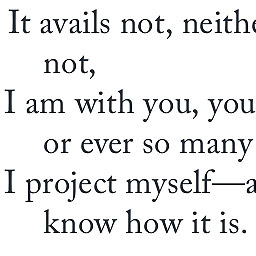 It avails not, neithe
not,
I am with you, you
or ever so many
I project myself—a
know how it is.